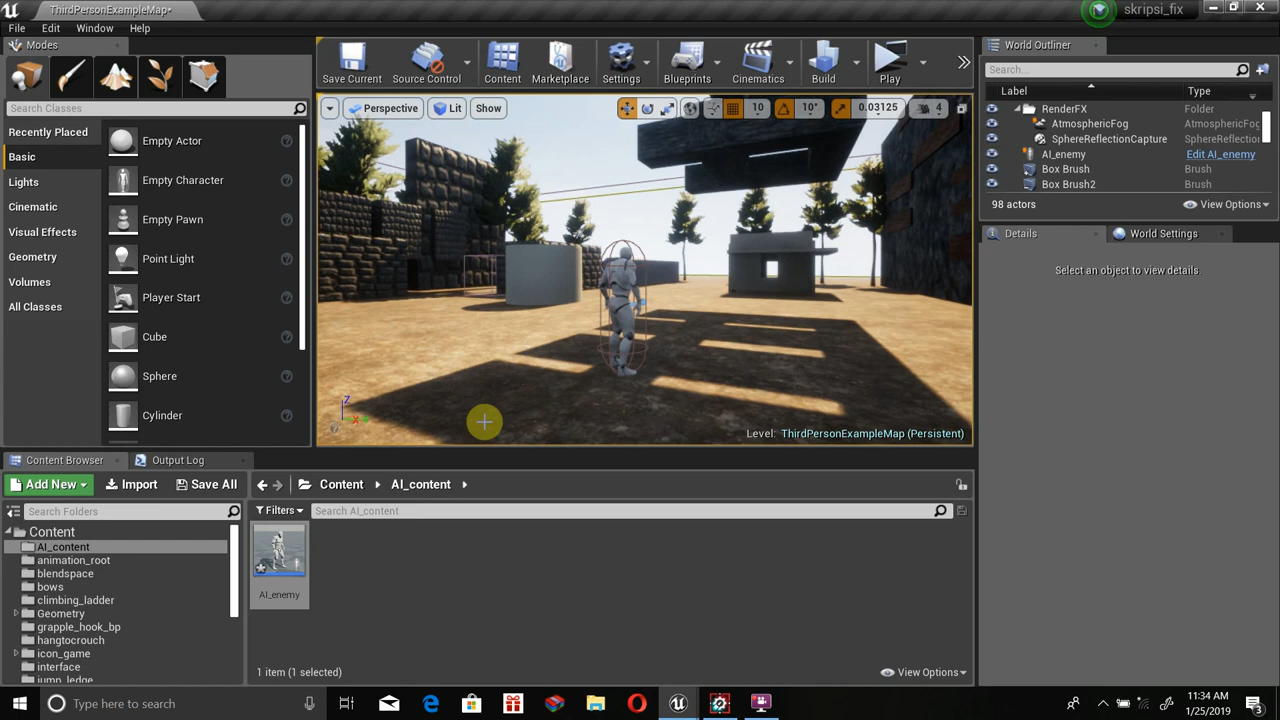 ThirdPersonExampleMap*
skripsi_fix
File Edit Window Help
Modes
Search Classes
Recently Placed
Basic
Lights
Cinematic
Visual Effects
Geometry
Volumes
All Classes
Empty Actor
Empty Character
Empty Pawn
Point Light
Player Start
Cube
Sphere
Cylinder
Save Current Source Control Content Marketplace Settings Blueprints Cinematics Build Play
Perspective Lit Show 10 10° 0.03125 4
Z
X
Level: ThirdPersonExampleMap (Persistent)
World Outliner
Search...
Label Type
RenderFX Folder
AtmosphericFog AtmosphericFog
SphereReflectionCapture SphereReflection
AI_enemy Edit AI_enemy
Box Brush Brush
Box Brush2 Brush
98 actors View Options
Details World Settings
Select an object to view details.
Content Browser Output Log
Add New Import Save All Content AI_content
Search Folders
Filters Search AI_content
Content
AI_content
animation_root
blendspace
bows
climbing_ladder
Geometry
grapple_hook_bp
hangtocrouch
icon_game
interface
jump_ledge
AI_enemy
1 item (1 selected) View Options
Type here to search
11:34 AM
1/25/2019
3